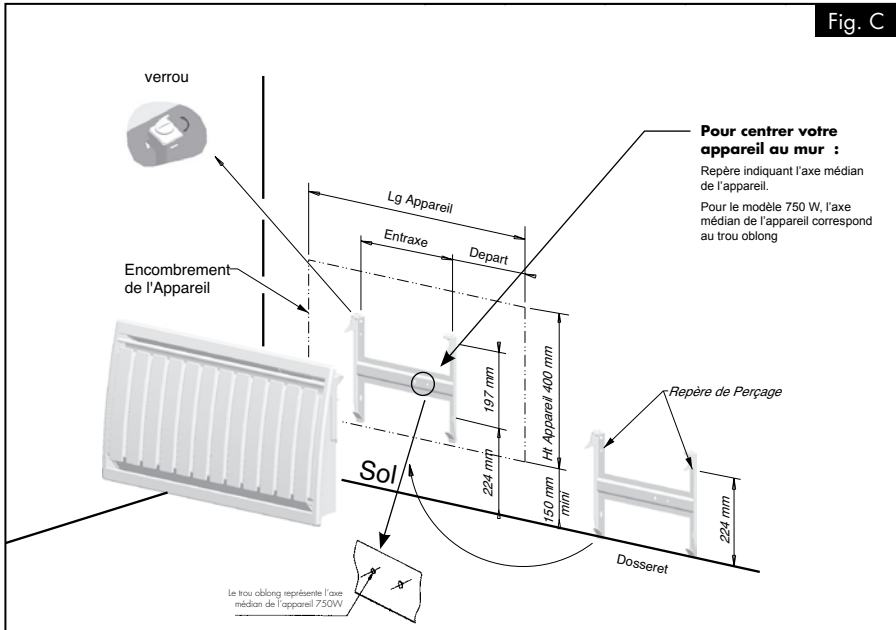 Fig. C
verrou
Pour centrer votre
appareil au mur :
Repère indiquant l'axe médian
de l'appareil.
Pour le modèle 750 W, l'axe
médian de l'appareil correspond
au trou oblong
Lg Appareil
Entraxe
Depart
Encombrement
de l'Appareil
197 mm
Ht Appareil 400 mm
Repère de Perçage
Sol
224 mm
150 mm
mini
224 mm
Dosseret
Le trou oblong représente l'axe
médian de l'appareil 750W